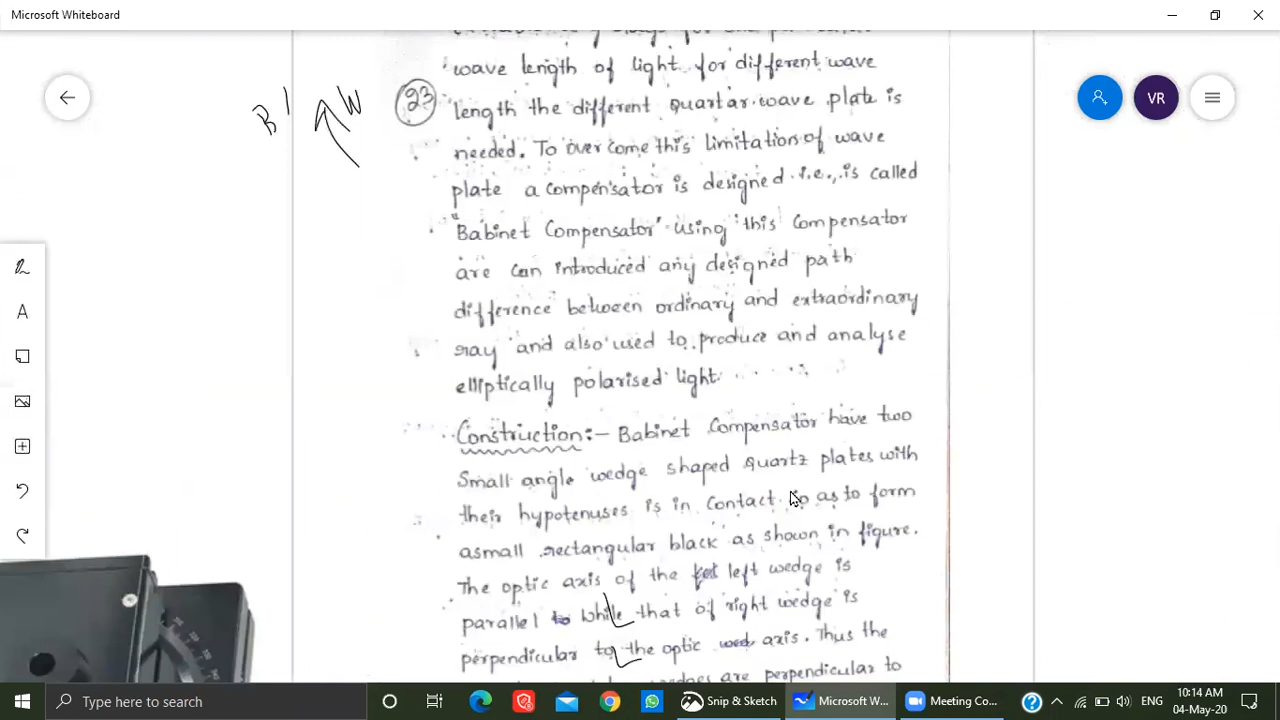 Microsoft Whiteboard
VR
wave length of light for different wave
23
length the different quartar wave plate is
needed. To over come this limitation of wave
plate a compensator is designed i.e., is called
"Babinet Compensator" using this compensator
are can introduced any designed path
difference between ordinary and extraordinary
ray and also used to produce and analyse
elliptically polarised light.
Construction:- Babinet Compensator have two
Small angle wedge shaped quartz plates with
their hypotenuses is in contact so as to form
asmall rectangular black as shown in figure.
The optic axis of the left wedge is
parallel to while that of right wedge is
perpendicular to the optic axis. Thus the
wedges are perpendicular to
Type here to search
Snip & Sketch
Microsoft W...
Meeting Co...
ENG
10:14 AM
04-May-20